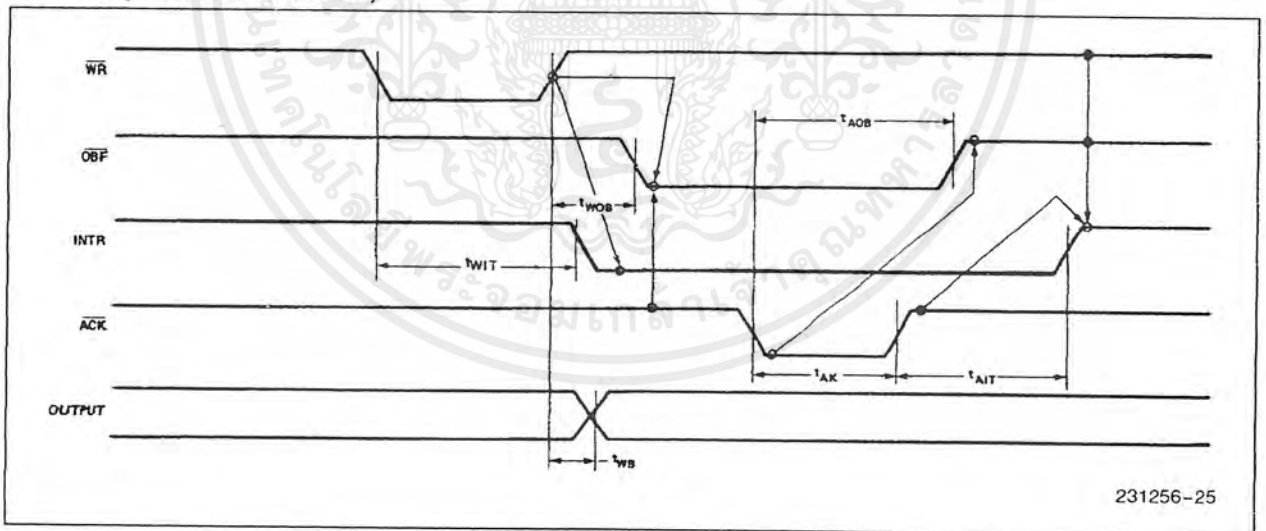 WR
OBF
INTR
ACK
OUTPUT
tAOB
tWOB
tWIT
tAK
tAIT
tWB
231256-25